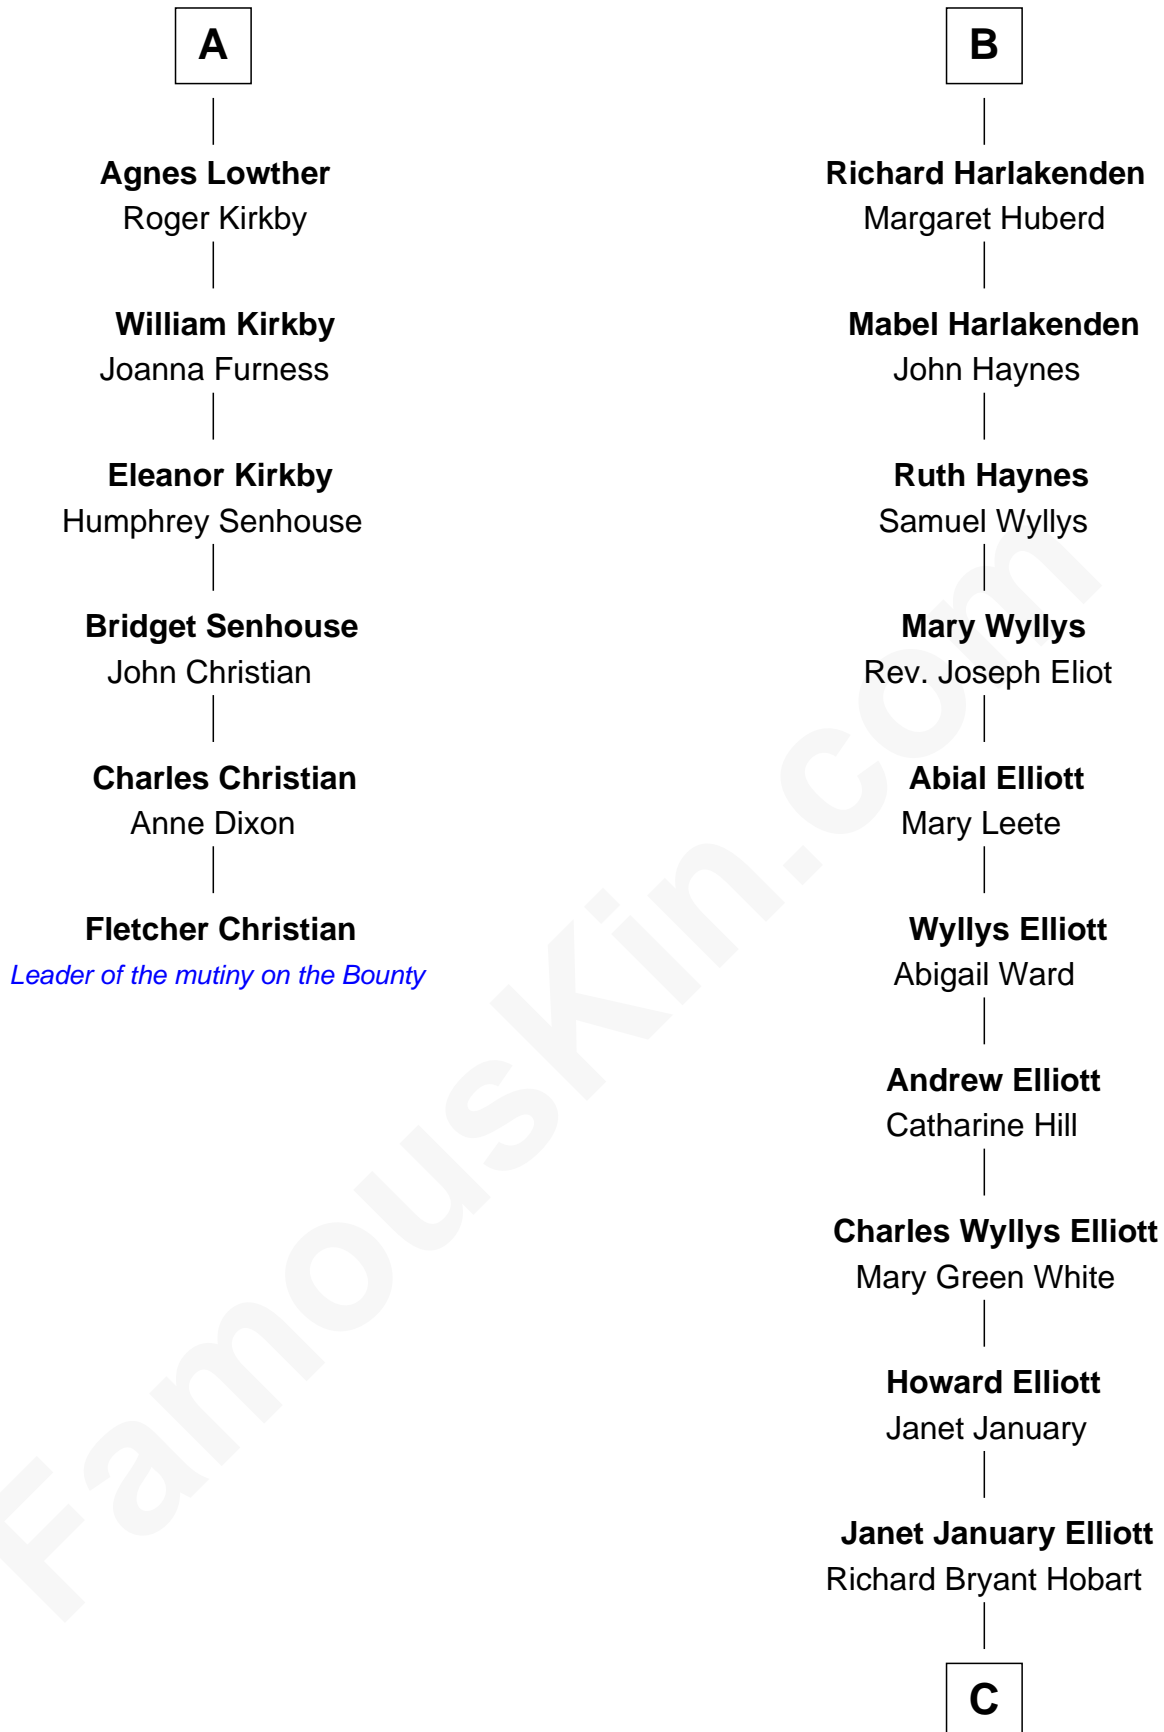 A
Agnes Lowther
Roger Kirkby
William Kirkby
Joanna Furness
Eleanor Kirkby
Humphrey Senhouse
Bridget Senhouse
John Christian
Charles Christian
Anne Dixon
Fletcher Christian
Leader of the mutiny on the Bounty
B
Richard Harlakenden
Margaret Huberd
Mabel Harlakenden
John Haynes
Ruth Haynes
Samuel Wyllys
Mary Wyllys
Rev. Joseph Eliot
Abial Elliott
Mary Leete
Wyllys Elliott
Abigail Ward
Andrew Elliott
Catharine Hill
Charles Wyllys Elliott
Mary Green White
Howard Elliott
Janet January
Janet January Elliott
Richard Bryant Hobart
C
FamousKin.com